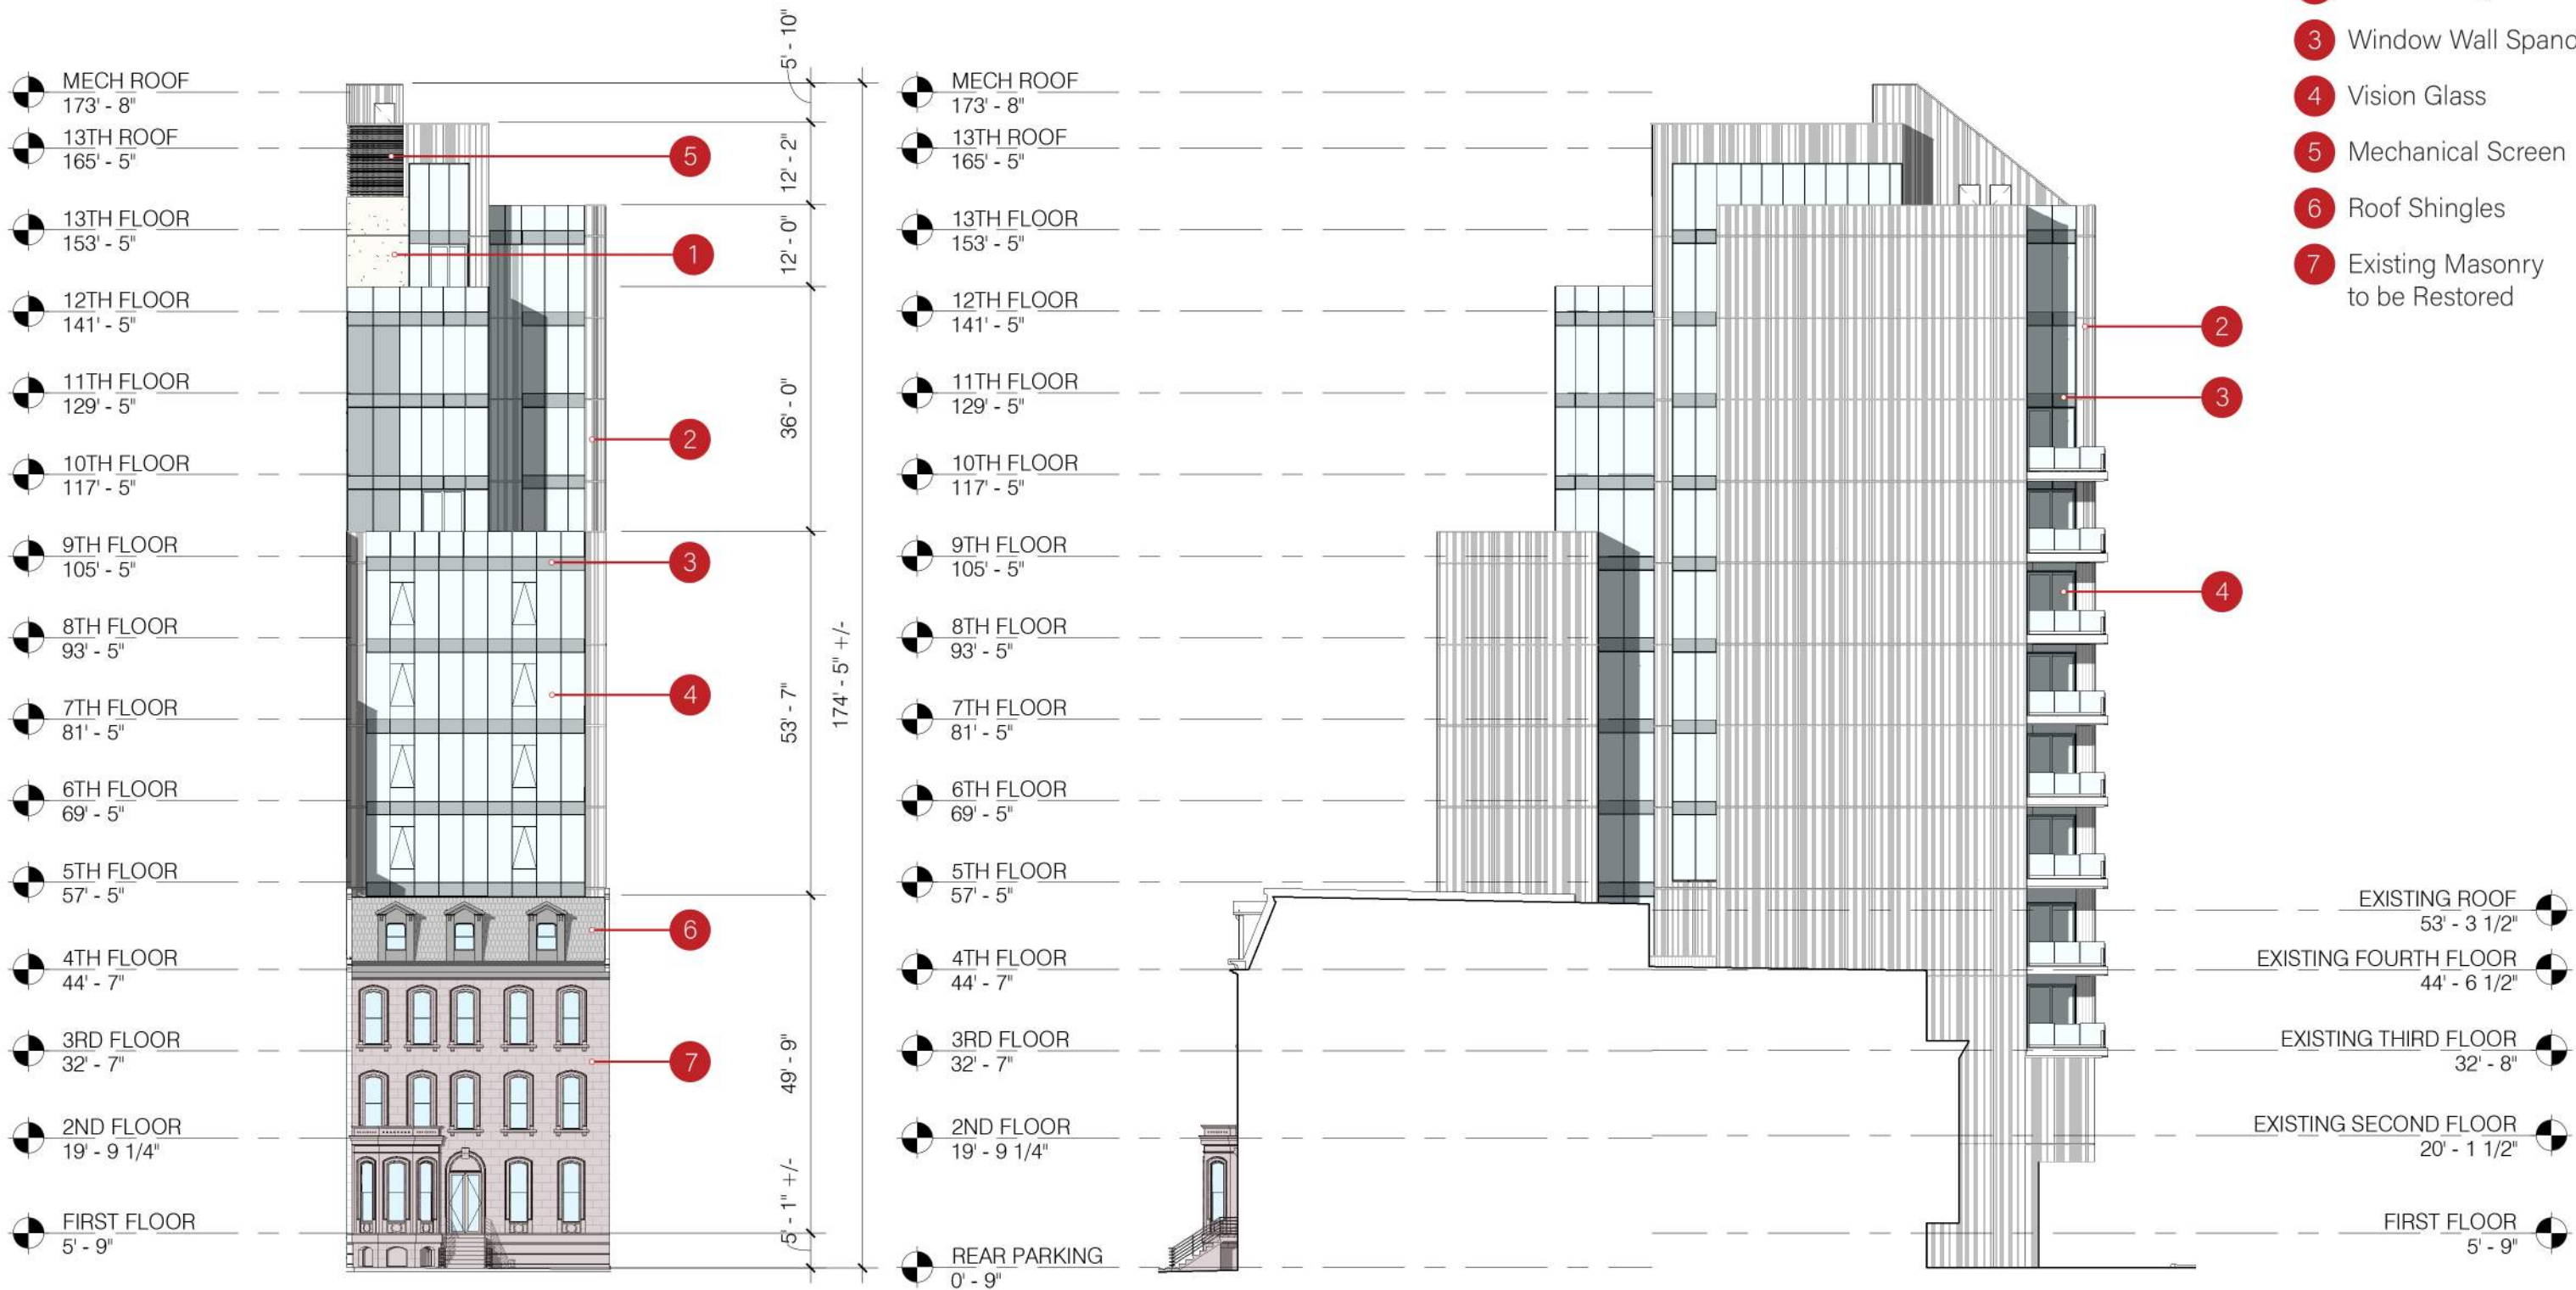 MECH ROOF
173' - 8"
13TH ROOF
165' - 5"
13TH FLOOR
153' - 5"
12TH FLOOR
141' - 5"
11TH FLOOR
129' - 5"
10TH FLOOR
117' - 5"
9TH FLOOR
105' - 5"
8TH FLOOR
93' - 5"
7TH FLOOR
81' - 5"
6TH FLOOR
69' - 5"
5TH FLOOR
57' - 5"
4TH FLOOR
44' - 7"
3RD FLOOR
32' - 7"
2ND FLOOR
19' - 9 1/4"
FIRST FLOOR
5' - 9"
5
1
2
3
4
6
7
5' - 10"
12' - 2"
12' - 0"
36' - 0"
53' - 7"
49' - 9"
5' - 1" +/-
174' - 5" +/-
MECH ROOF
173' - 8"
13TH ROOF
165' - 5"
13TH FLOOR
153' - 5"
12TH FLOOR
141' - 5"
11TH FLOOR
129' - 5"
10TH FLOOR
117' - 5"
9TH FLOOR
105' - 5"
8TH FLOOR
93' - 5"
7TH FLOOR
81' - 5"
6TH FLOOR
69' - 5"
5TH FLOOR
57' - 5"
4TH FLOOR
44' - 7"
3RD FLOOR
32' - 7"
2ND FLOOR
19' - 9 1/4"
REAR PARKING
0' - 9"
2
3
4
3 Window Wall Spand
4 Vision Glass
5 Mechanical Screen
6 Roof Shingles
7 Existing Masonry
to be Restored
EXISTING ROOF
53' - 3 1/2"
EXISTING FOURTH FLOOR
44' - 6 1/2"
EXISTING THIRD FLOOR
32' - 8"
EXISTING SECOND FLOOR
20' - 1 1/2"
FIRST FLOOR
5' - 9"